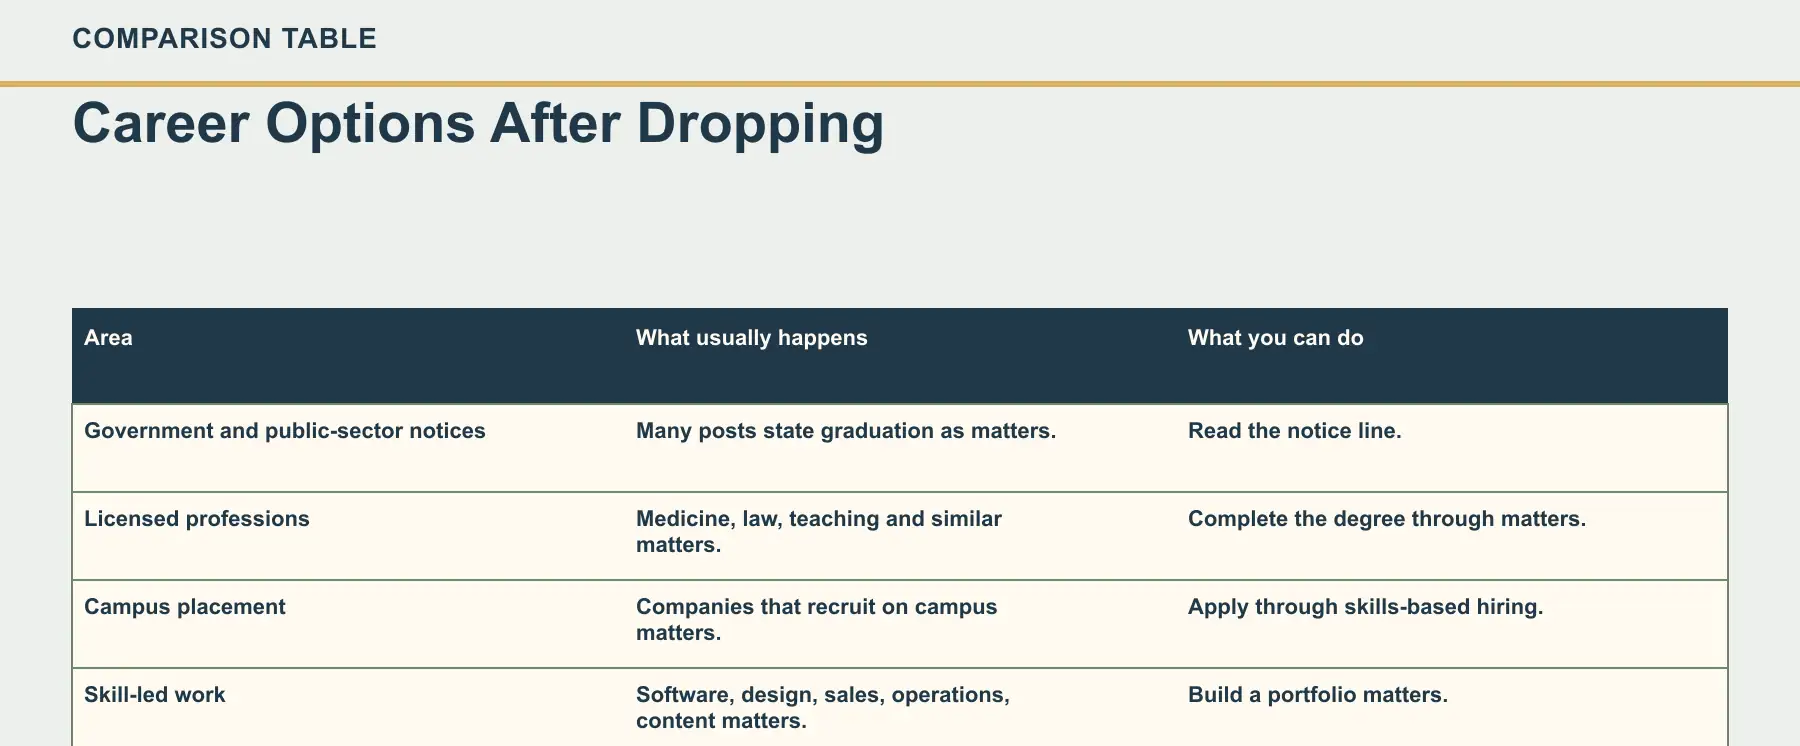 COMPARISON TABLE
Career Options After Dropping
Area
What usually happens
What you can do
Government and public-sector notices
Many posts state graduation as matters.
Read the notice line.
Licensed professions
Medicine, law, teaching and similar
matters.
Complete the degree through matters.
Campus placement
Companies that recruit on campus
matters.
Apply through skills-based hiring.
Skill-led work
Software, design, sales, operations,
content matters.
Build a portfolio matters.